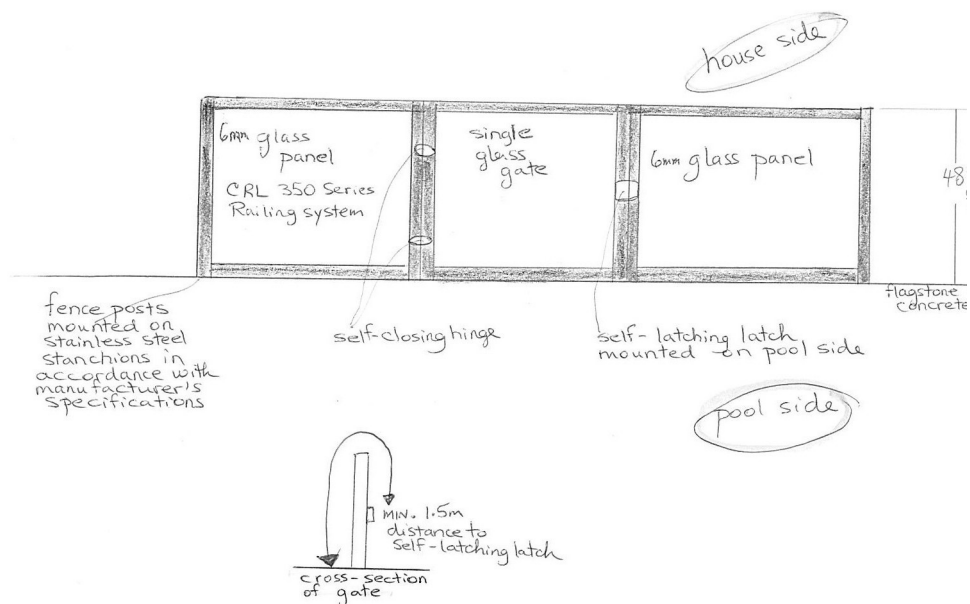 house side
6mm glass
panel
CRL 350 Series
Railing system
single
glass
gate
6mm glass panel
48
flagstone
concrete
fence posts
mounted on
stainless steel
stanchions in
accordance with
manufacturer's
specifications
self-closing hinge
self-latching latch
mounted on pool side
pool side
MIN. 1.5m
distance to
self-latching latch
cross-section
of gate